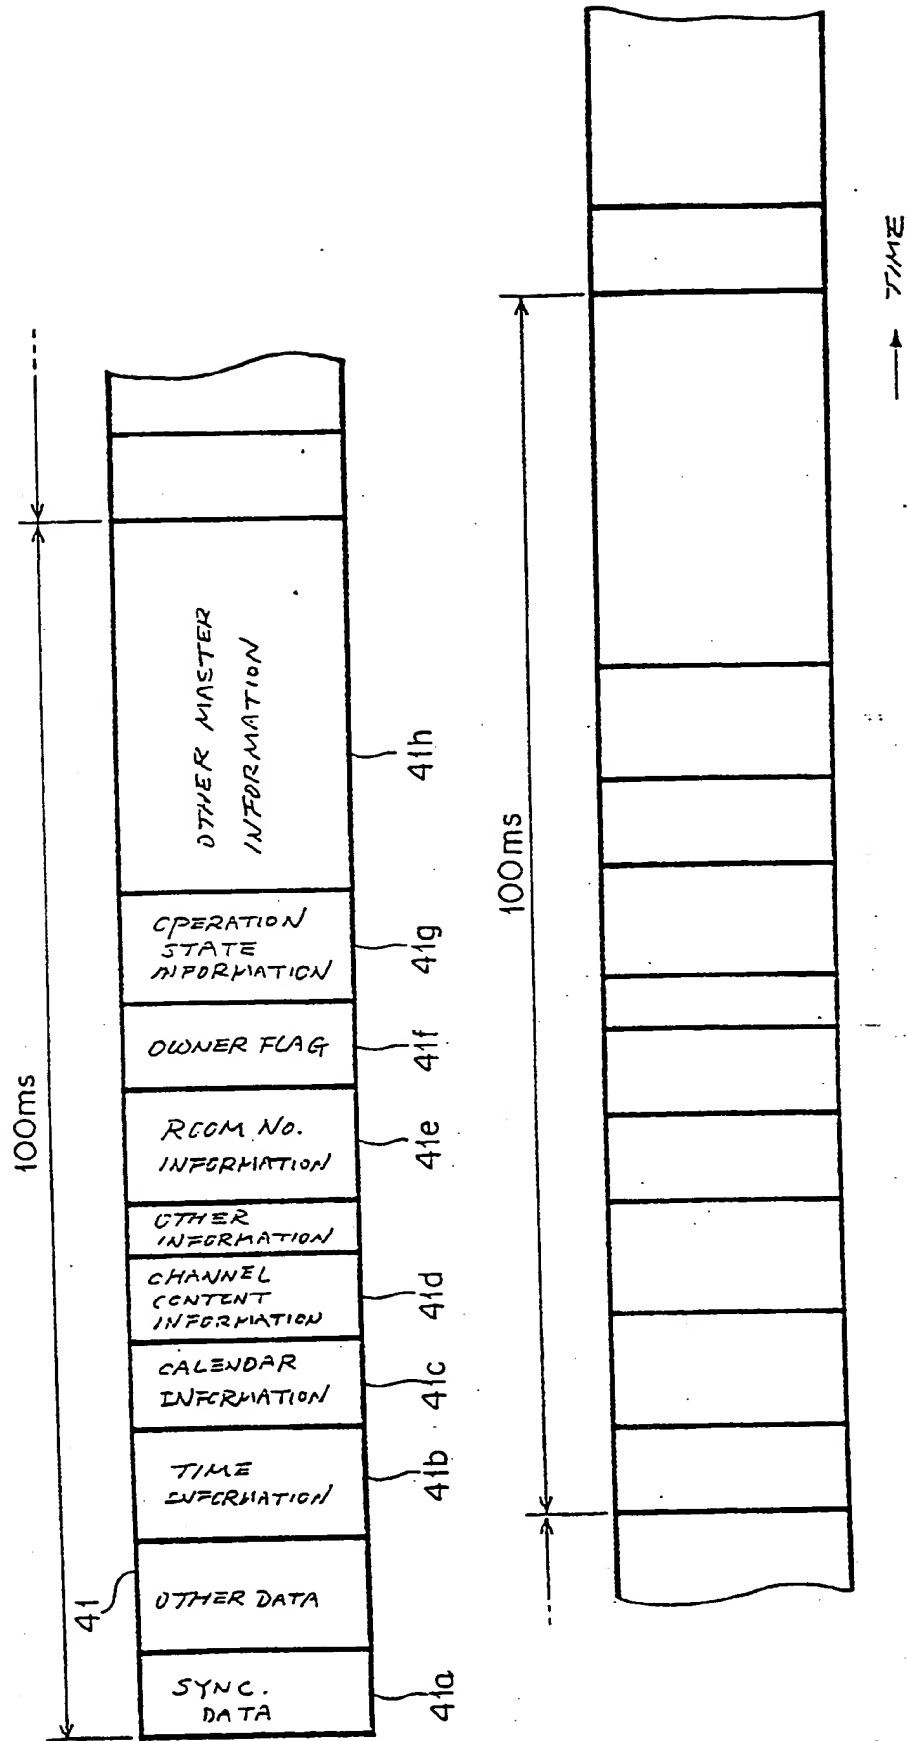 100ms
41
SYNC.
DATA
OTHER DATA
TIME
INFORMATION
CALENDAR
INFORMATION
CHANNEL
CONTENT
INFORMATION
OTHER
INFORMATION
ROOM NO.
INFORMATION
OWNER FLAG
OPERATION
STATE
INFORMATION
OTHER MASTER
INFORMATION
41a
41b
41c
41d
41e
41f
41g
41h
100ms
TIME